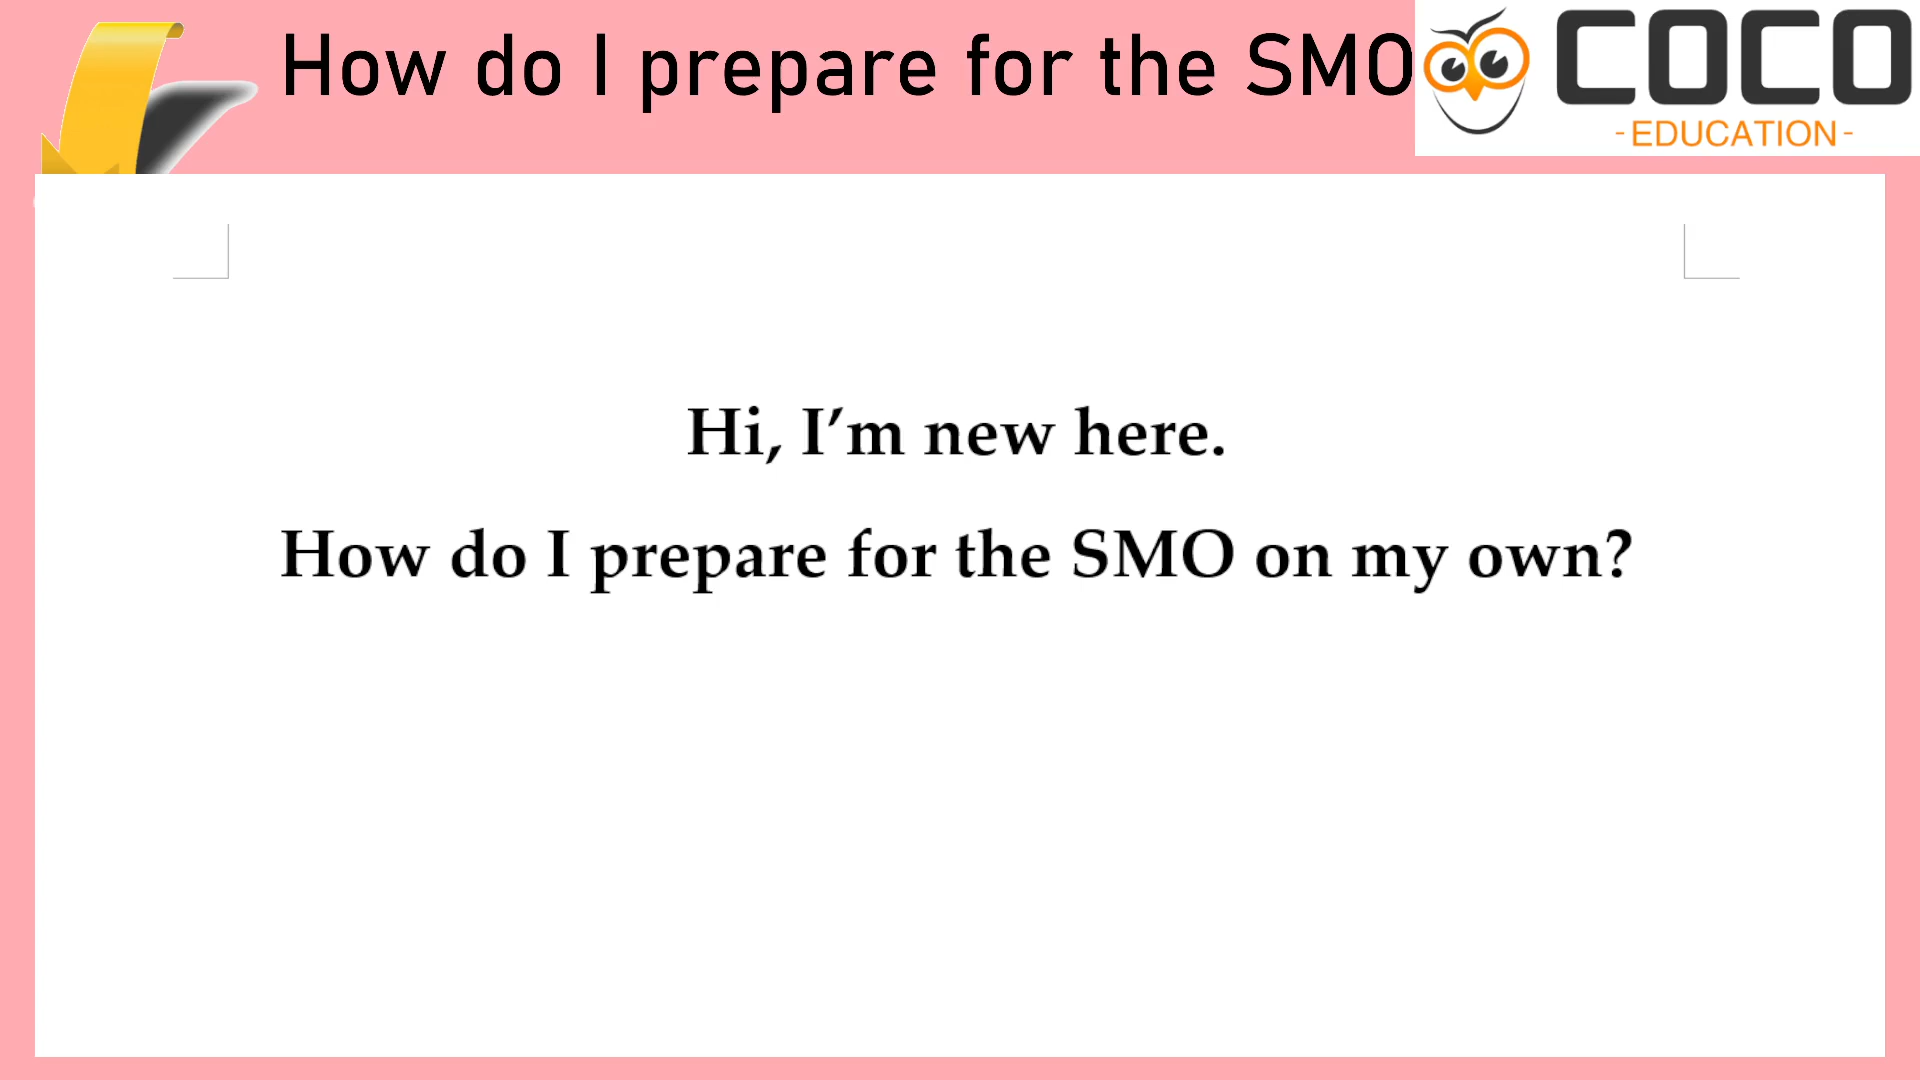 How do I prepare for the SMO
COCO
-EDUCATION-
Hi, I’m new here.
How do I prepare for the SMO on my own?